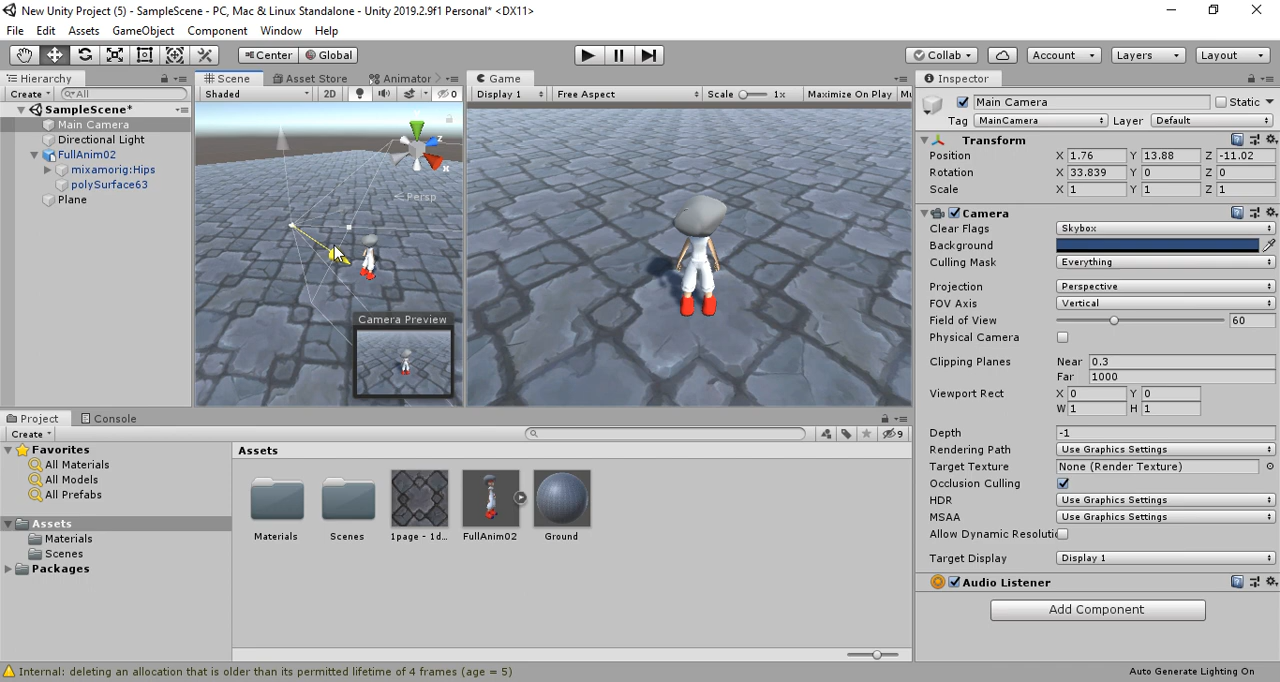 New Unity Project (5) - SampleScene - PC, Mac & Linux Standalone - Unity 2019.2.9f1 Personal* <DX11>
File Edit Assets GameObject Component Window Help
Center Global Collab Account Layers Layout
Hierarchy
Create All
SampleScene*
Main Camera
Directional Light
FullAnim02
mixamorig:Hips
polySurface63
Plane
Scene Asset Store Animator
Shaded 2D 0
z
x
Persp
Camera Preview
Game
Display 1 Free Aspect Scale 1x Maximize On Play Mu
Inspector
Main Camera Static
Tag MainCamera Layer Default
Transform
Position X 1.76 Y 13.88 Z -11.02
Rotation X 33.839 Y 0 Z 0
Scale X 1 Y 1 Z 1
Camera
Clear Flags Skybox
Background
Culling Mask Everything
Projection Perspective
FOV Axis Vertical
Field of View 60
Physical Camera
Clipping Planes Near 0.3
Far 1000
Viewport Rect X 0 Y 0
W 1 H 1
Depth -1
Rendering Path Use Graphics Settings
Target Texture None (Render Texture)
Occlusion Culling
HDR Use Graphics Settings
MSAA Use Graphics Settings
Allow Dynamic Resolutio
Target Display Display 1
Audio Listener
Add Component
Project Console
Create 9
Favorites
All Materials
All Models
All Prefabs
Assets
Materials
Scenes
Packages
Assets
Materials Scenes 1page - 1d... FullAnim02 Ground
Internal: deleting an allocation that is older than its permitted lifetime of 4 frames (age = 5)
Auto Generate Lighting On